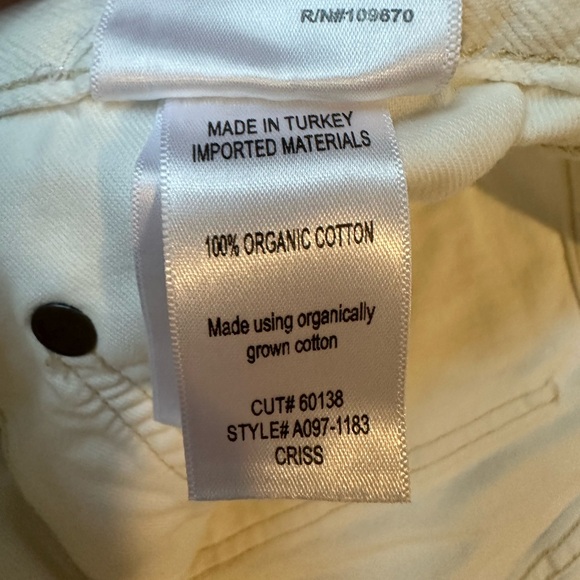 R/N#109670
MADE IN TURKEY
IMPORTED MATERIALS
100% ORGANIC COTTON
Made using organically
grown cotton
CUT# 60138
STYLE# A097-1183
CRISS